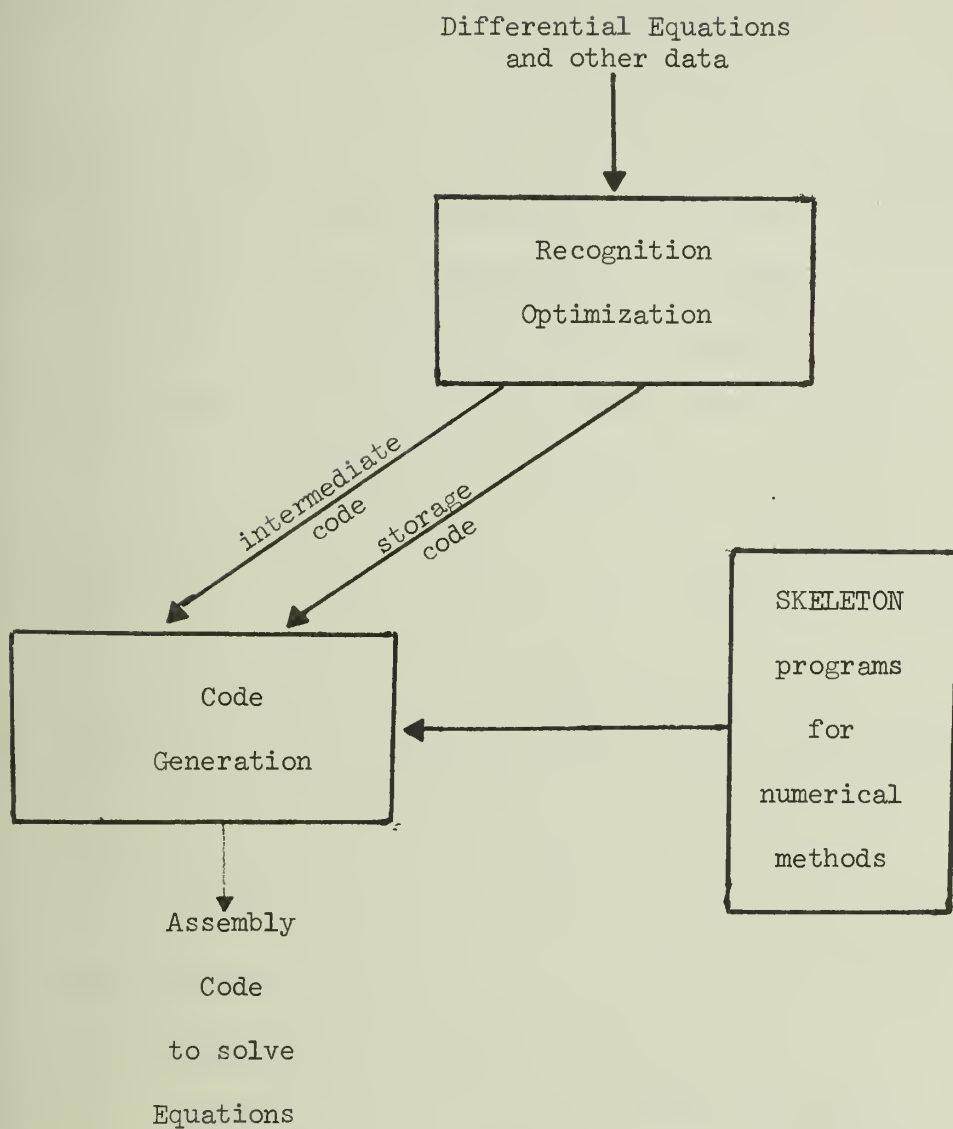 Differential Equations
and other data
Recognition
Optimization
intermediate
code
storage
code
SKELETON
programs
for
numerical
methods
Code
Generation
Assembly
Code
to solve
Equations